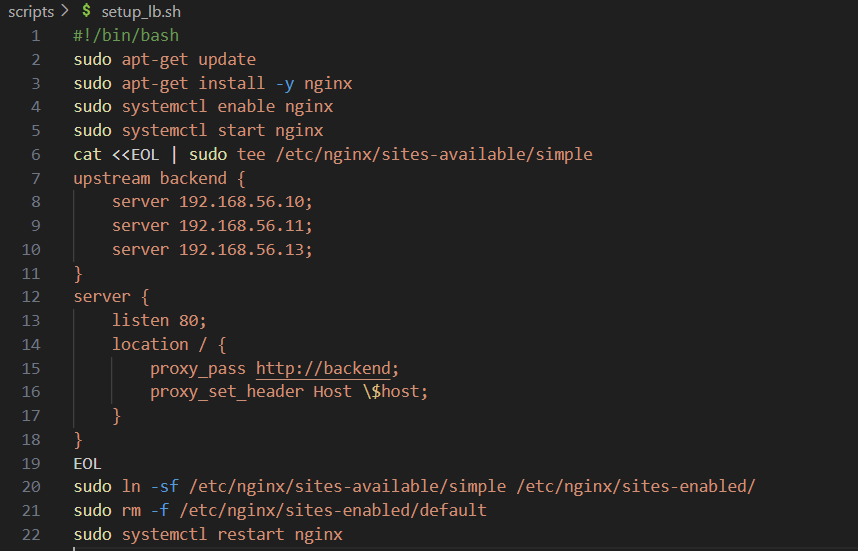 scripts > $ setup_lb.sh
1 #!/bin/bash
2 sudo apt-get update
3 sudo apt-get install -y nginx
4 sudo systemctl enable nginx
5 sudo systemctl start nginx
6 cat <<EOL | sudo tee /etc/nginx/sites-available/simple
7 upstream backend {
8     server 192.168.56.10;
9     server 192.168.56.11;
10     server 192.168.56.13;
11 }
12 server {
13     listen 80;
14     location / {
15         proxy_pass http://backend;
16         proxy_set_header Host \$host;
17     }
18 }
19 EOL
20 sudo ln -sf /etc/nginx/sites-available/simple /etc/nginx/sites-enabled/
21 sudo rm -f /etc/nginx/sites-enabled/default
22 sudo systemctl restart nginx